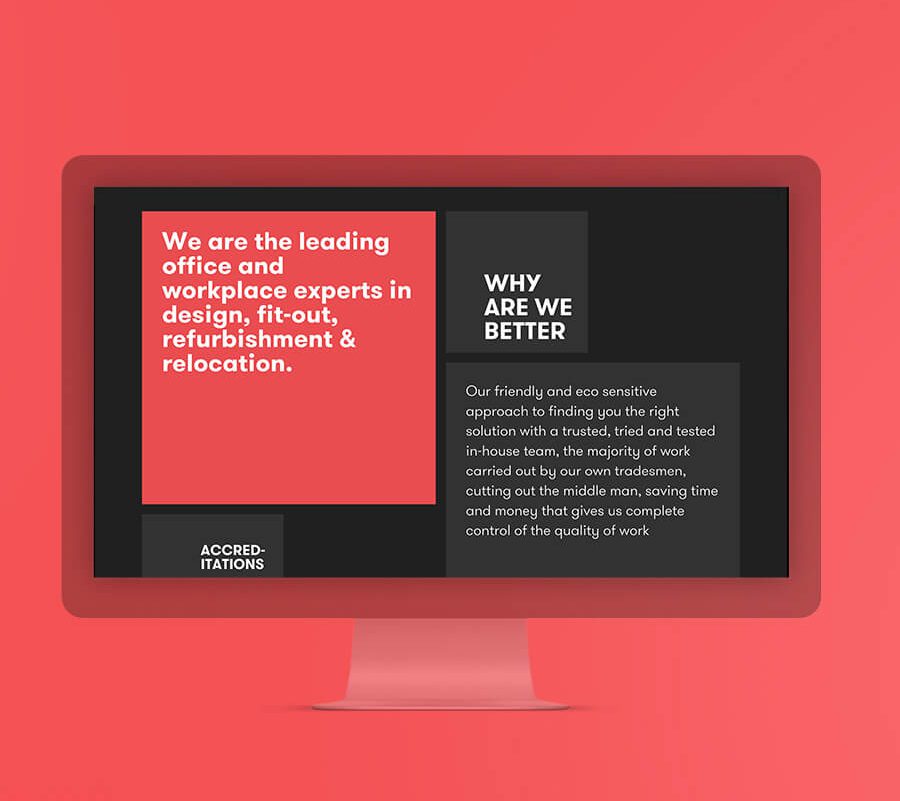 We are the leading
office and
workplace experts in
design, fit-out,
refurbishment &
relocation.
WHY
ARE WE
BETTER
Our friendly and eco sensitive
approach to finding you the right
solution with a trusted, tried and tested
in-house team, the majority of work
carried out by our own tradesmen,
cutting out the middle man, saving time
and money that gives us complete
control of the quality of work
ACCRED-
ITATIONS